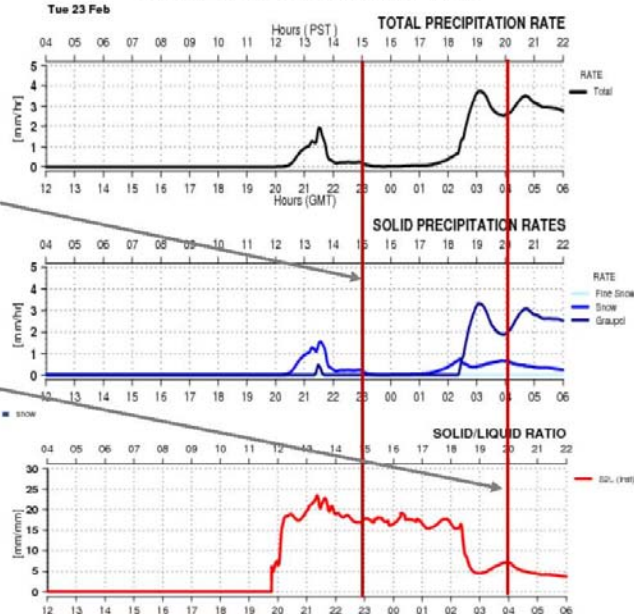 Tue 23 Feb
TOTAL PRECIPITATION RATE
Hours (PST)
04 05 06 07 08 09 10 11 12 13 14 15 16 17 18 19 20 21 22
5
4
3
2
1
0
[mm/hr]
RATE
Total
12 13 14 15 16 17 18 19 20 21 22 23 00 01 02 03 04 05 06
Hours (GMT)
SOLID PRECIPITATION RATES
04 05 06 07 08 09 10 11 12 13 14 15 16 17 18 19 20 21 22
5
4
3
2
1
0
[mm/hr]
RATE
Fine Snow
Snow
Graupel
12 13 14 15 16 17 18 19 20 21 22 23 00 01 02 03 04 05 06
snow
SOLID/LIQUID RATIO
04 05 06 07 08 09 10 11 12 13 14 15 16 17 18 19 20 21 22
30
25
20
15
10
5
0
[mm/mm]
S2L (Inst)
12 13 14 15 16 17 18 19 20 21 22 23 00 01 02 03 04 05 06